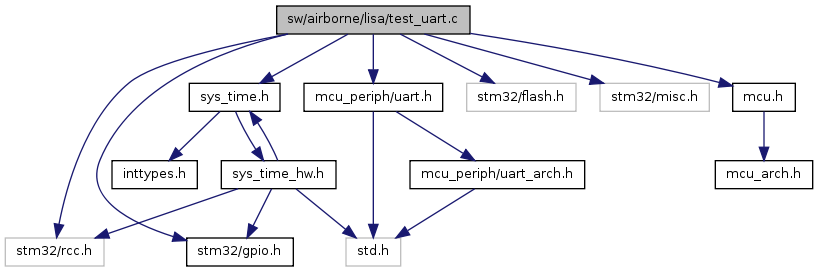 sw/airborne/lisa/test_uart.c
sys_time.h
mcu_periph/uart.h
stm32/flash.h
stm32/misc.h
mcu.h
inttypes.h
sys_time_hw.h
mcu_periph/uart_arch.h
mcu_arch.h
stm32/rcc.h
stm32/gpio.h
std.h